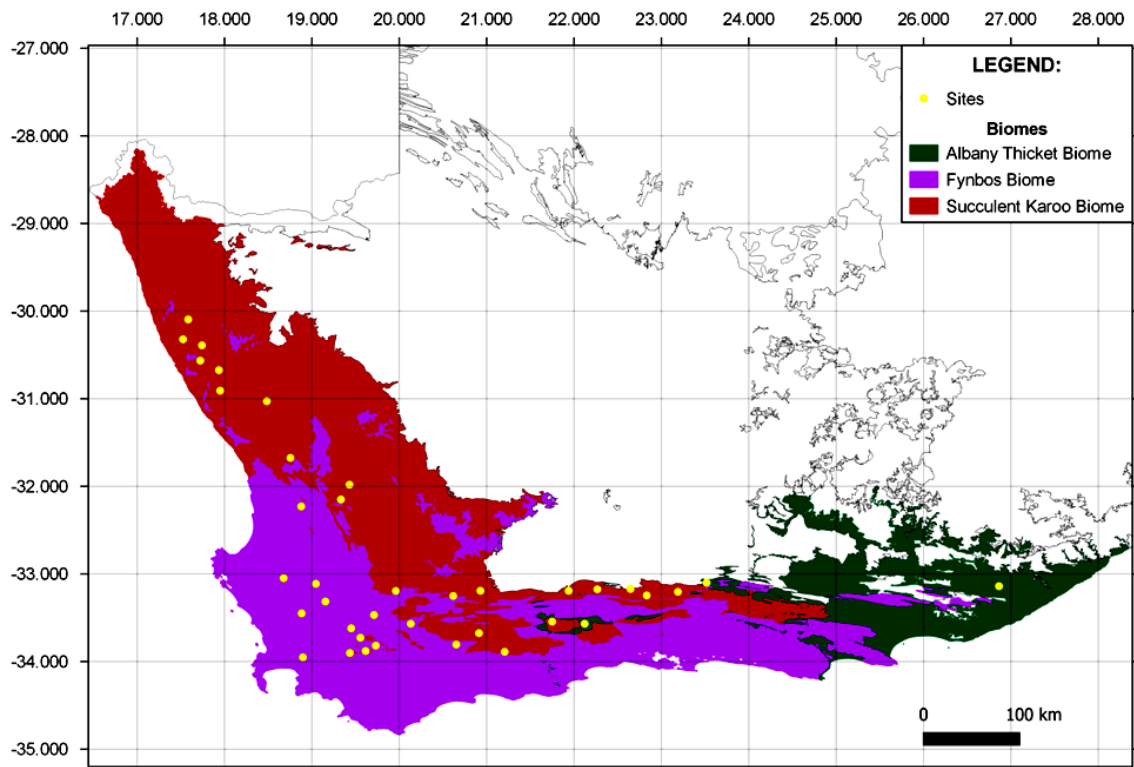 17.000 18.000 19.000 20.000 21.000 22.000 23.000 24.000 25.000 26.000 27.000 28.000
-27.000
LEGEND:
Sites
Biomes
-28.000
Albany Thicket Biome
Fynbos Biome
Succulent Karoo Biome
-29.000
-30.000
-31.000
-32.000
-33.000
-34.000
0 100 km
-35.000